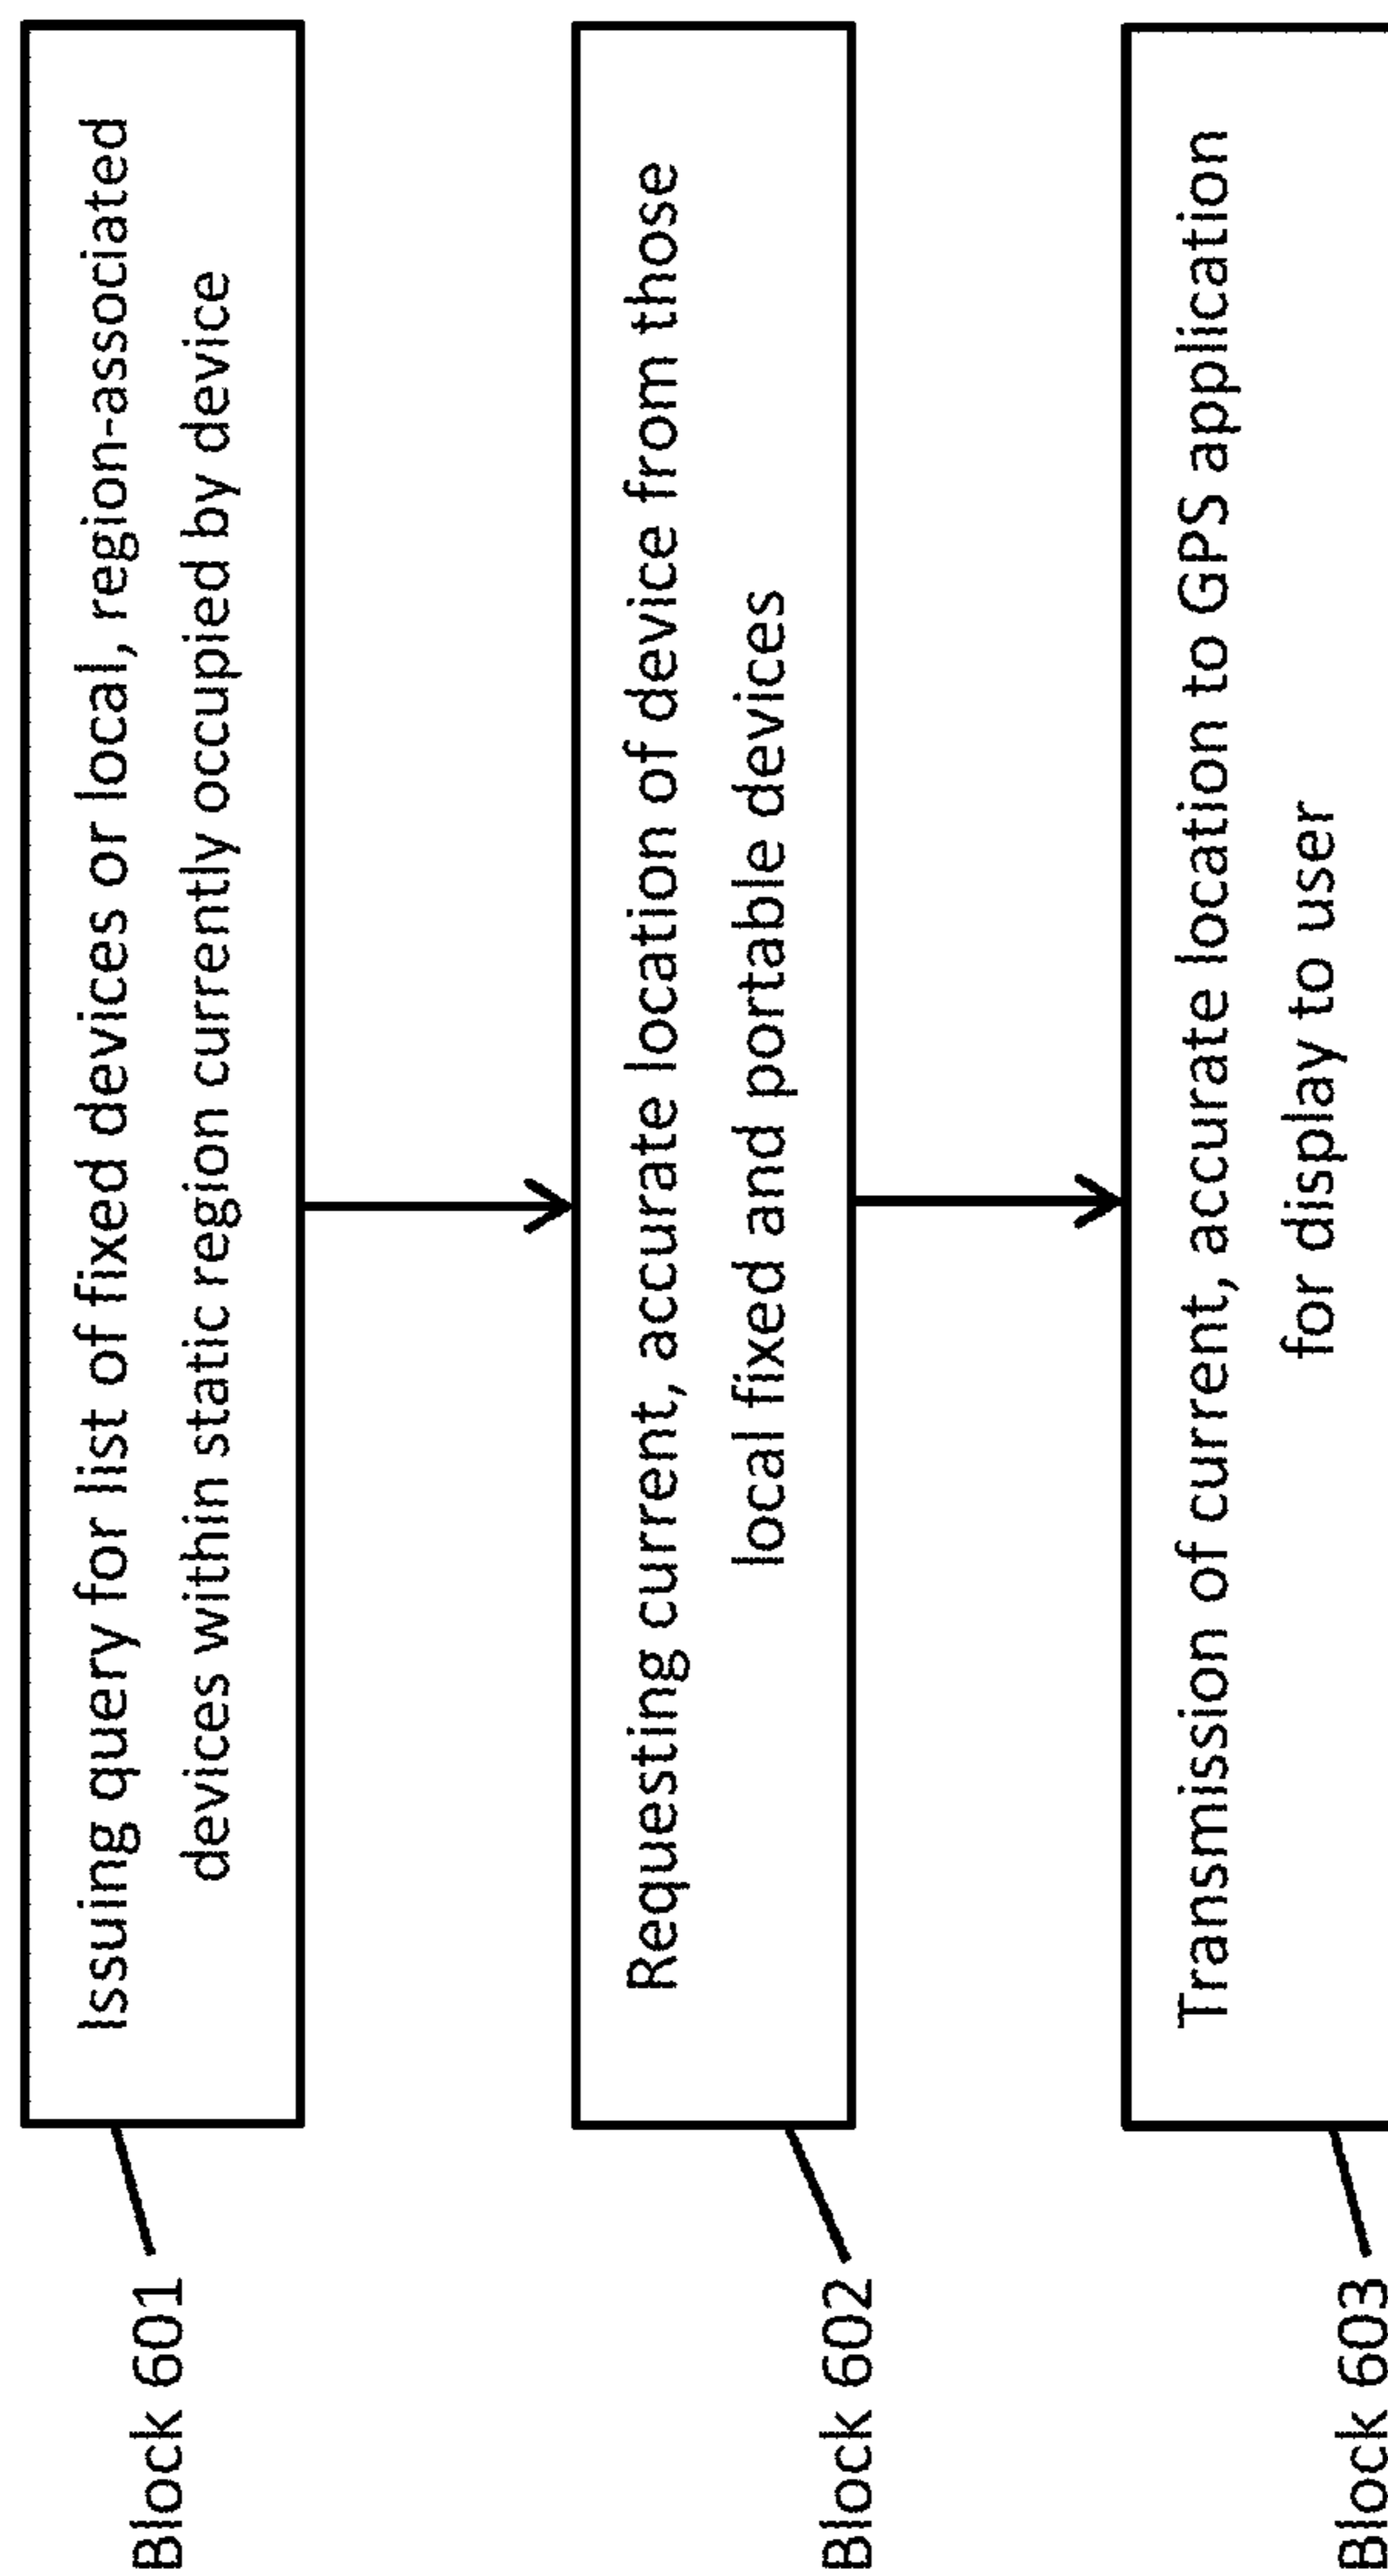 Block 601
Issuing query for list of fixed devices or local, region-associated
devices within static region currently occupied by device
Block 602
Requesting current, accurate location of device from those
local fixed and portable devices
Block 603
Transmission of current, accurate location to GPS application
for display to user